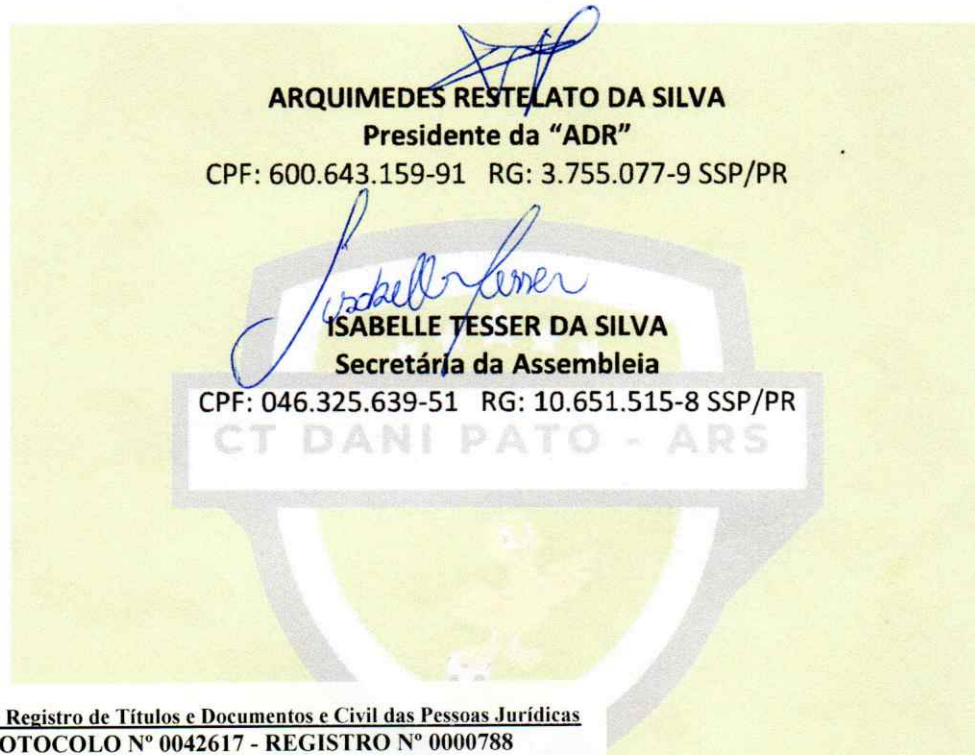 ARQUIMEDES RESTELATO DA SILVA
Presidente da “ADR”
CPF: 600.643.159-91 RG: 3.755.077-9 SSP/PR
Isabelle Tesser
ISABELLE TESSER DA SILVA
Secretária da Assembleia
CPF: 046.325.639-51 RG: 10.651.515-8 SSP/PR
CT DANI PATO - ARS
Registro de Títulos e Documentos e Civil das Pessoas Jurídicas
OTOCOLO Nº 0042617 - REGISTRO Nº 0000788